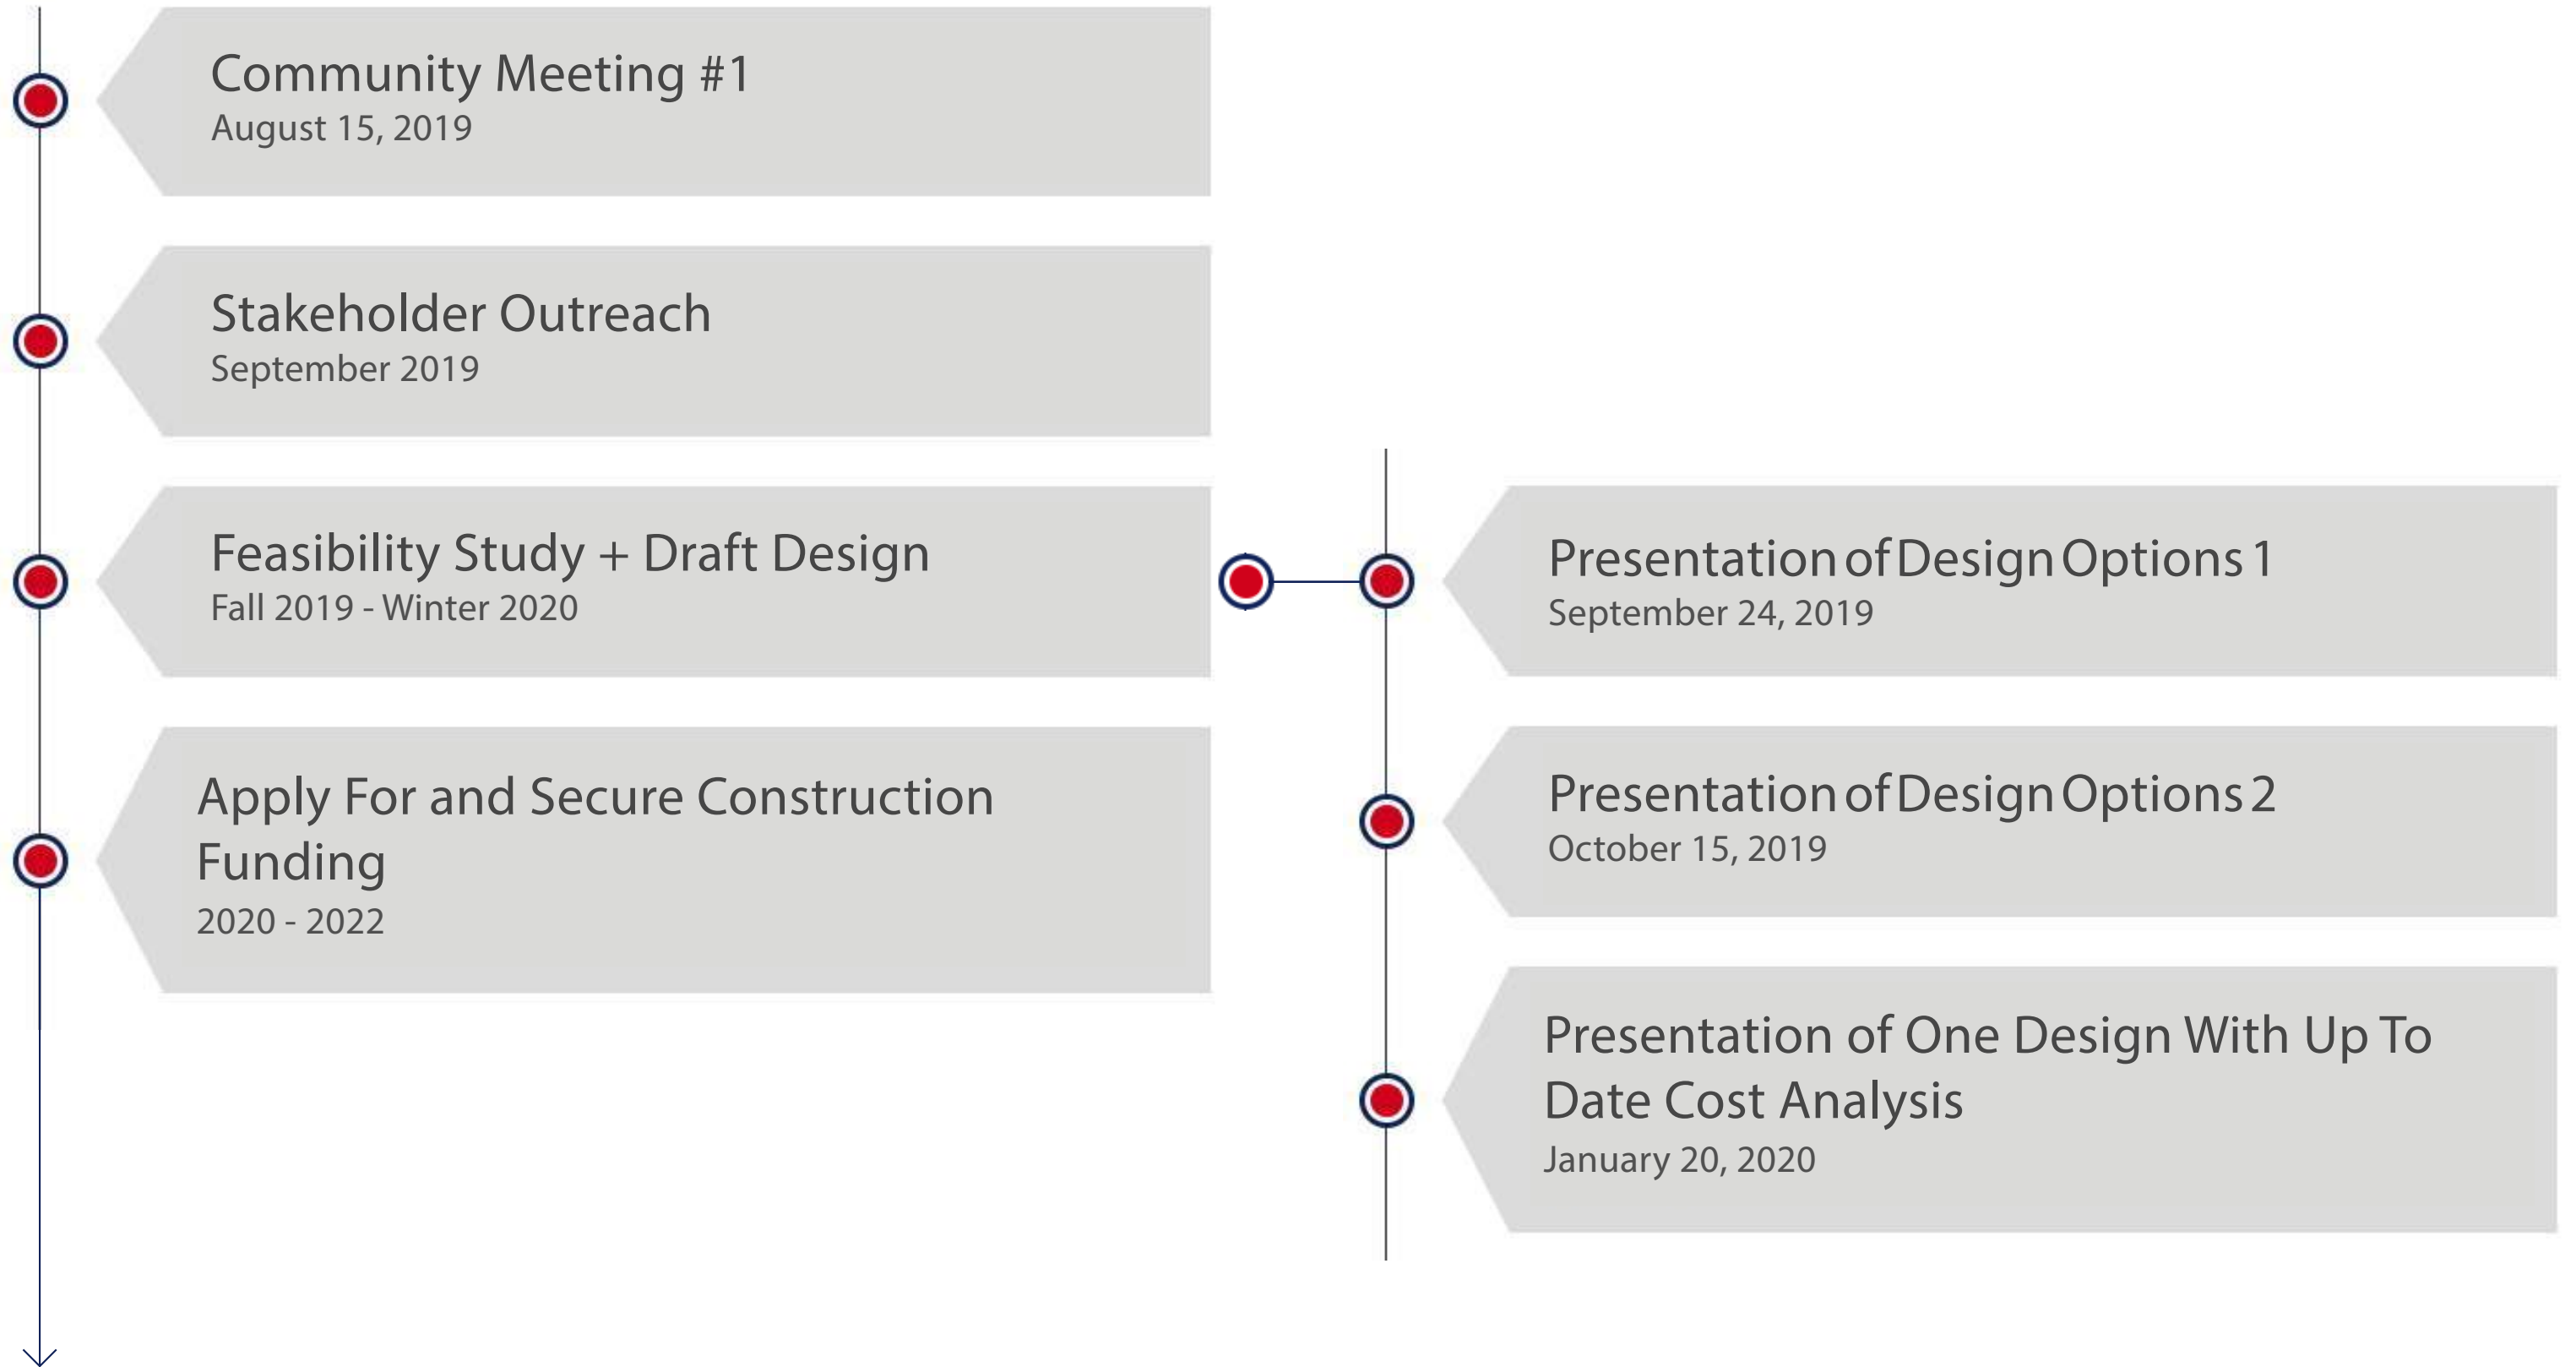 Community Meeting #1
August 15, 2019
Stakeholder Outreach
September 2019
Feasibility Study + Draft Design
Fall 2019 - Winter 2020
Apply For and Secure Construction
Funding
2020 - 2022
Presentation of Design Options 1
September 24, 2019
Presentation of Design Options 2
October 15, 2019
Presentation of One Design With Up To
Date Cost Analysis
January 20, 2020